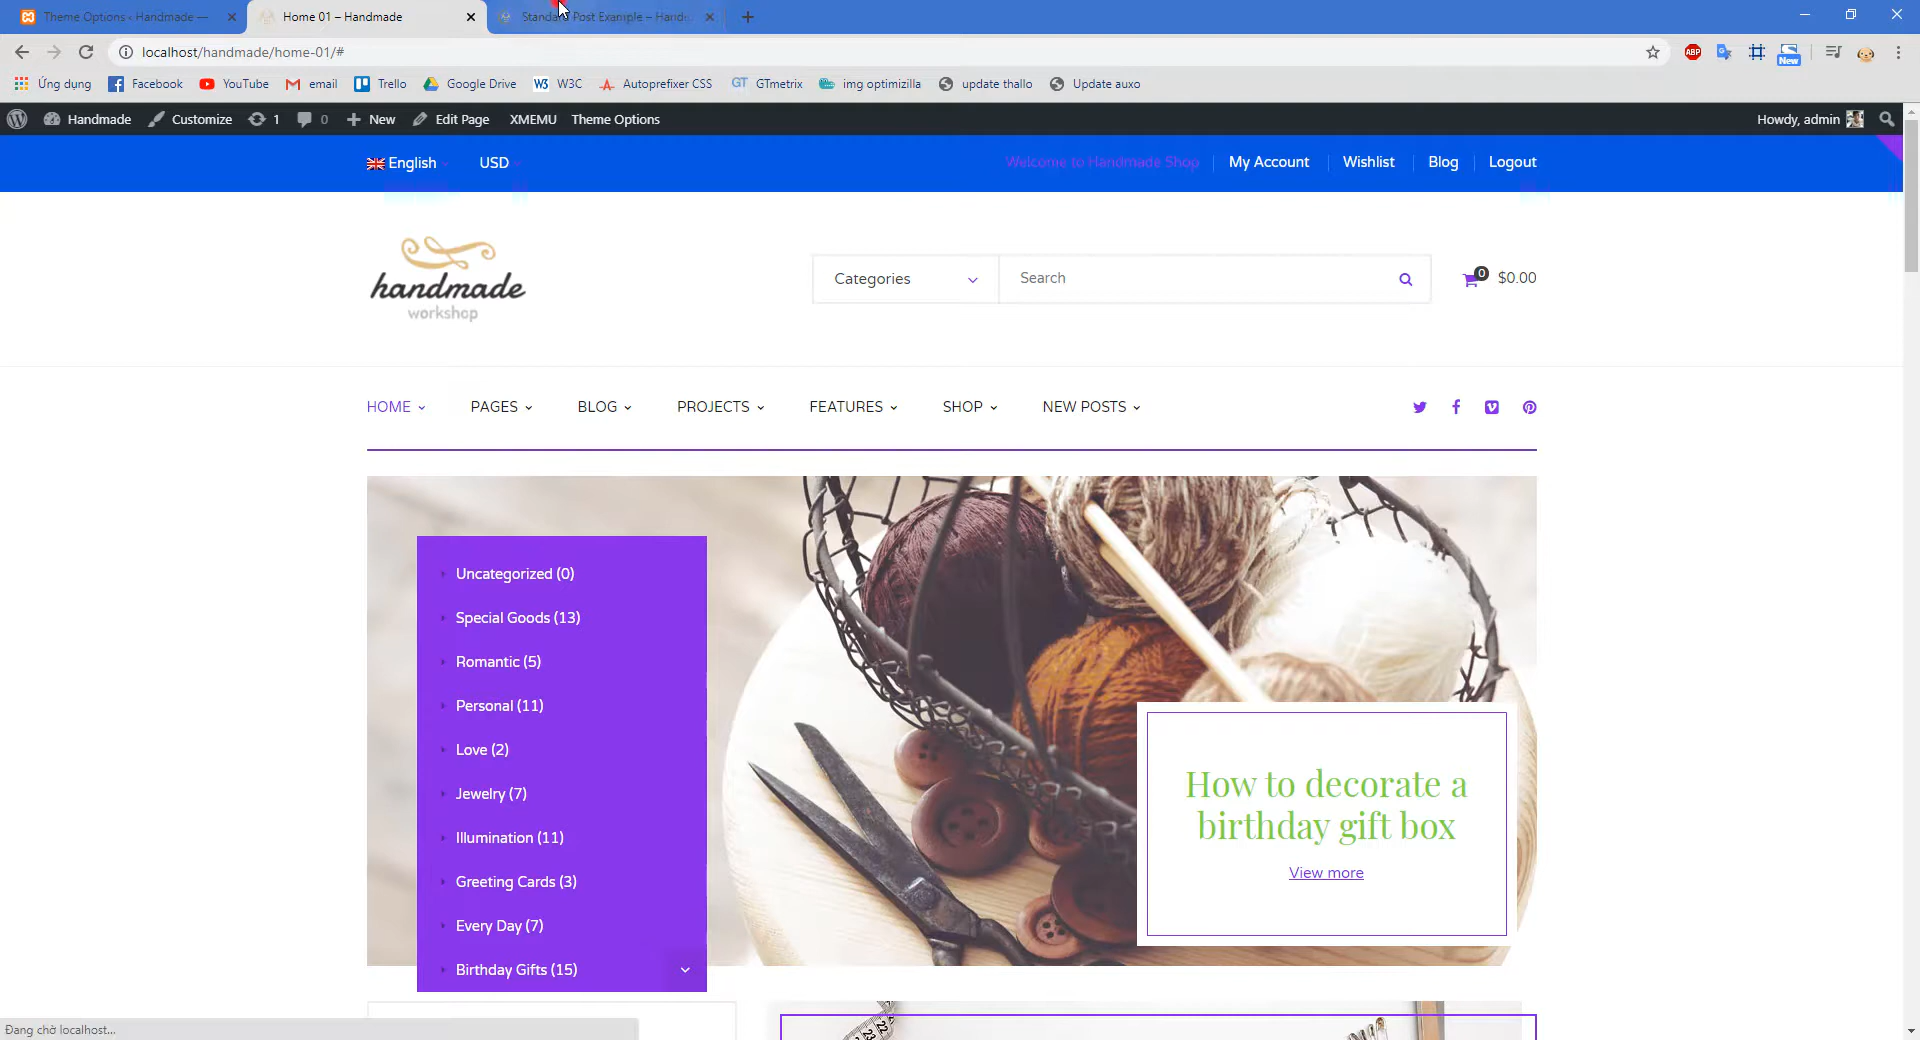 Theme Options ‹ Handmade —
Home 01 – Handmade
Standard Post Example – Hand
localhost/handmade/home-01/#
ABP
New
Ứng dụng
Facebook
YouTube
email
Trello
Google Drive
W3 W3C
Autoprefixer CSS
GT GTmetrix
img optimizilla
update thallo
Update auxo
Handmade
Customize
1
0
New
Edit Page
XMEMU
Theme Options
Howdy, admin
English
USD
Welcome to Handmade Shop
My Account
Wishlist
Blog
Logout
handmade
workshop
Categories
Search
0
$0.00
HOME
PAGES
BLOG
PROJECTS
FEATURES
SHOP
NEW POSTS
Uncategorized (0)
Special Goods (13)
Romantic (5)
Personal (11)
Love (2)
Jewelry (7)
Illumination (11)
Greeting Cards (3)
Every Day (7)
Birthday Gifts (15)
How to decorate a
birthday gift box
View more
Đang chờ localhost...